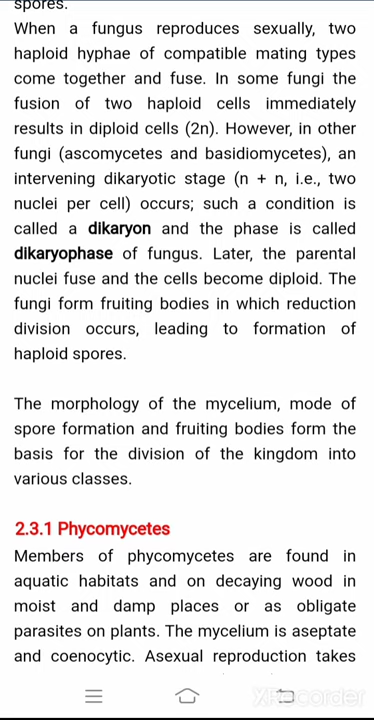 spores.
When a fungus reproduces sexually, two
haploid hyphae of compatible mating types
come together and fuse. In some fungi the
fusion of two haploid cells immediately
results in diploid cells (2n). However, in other
fungi (ascomycetes and basidiomycetes), an
intervening dikaryotic stage (n + n, i.e., two
nuclei per cell) occurs; such a condition is
called a dikaryon and the phase is called
dikaryophase of fungus. Later, the parental
nuclei fuse and the cells become diploid. The
fungi form fruiting bodies in which reduction
division occurs, leading to formation of
haploid spores.
The morphology of the mycelium, mode of
spore formation and fruiting bodies form the
basis for the division of the kingdom into
various classes.
2.3.1 Phycomycetes
Members of phycomycetes are found in
aquatic habitats and on decaying wood in
moist and damp places or as obligate
parasites on plants. The mycelium is aseptate
and coenocytic. Asexual reproduction takes
XRecorder